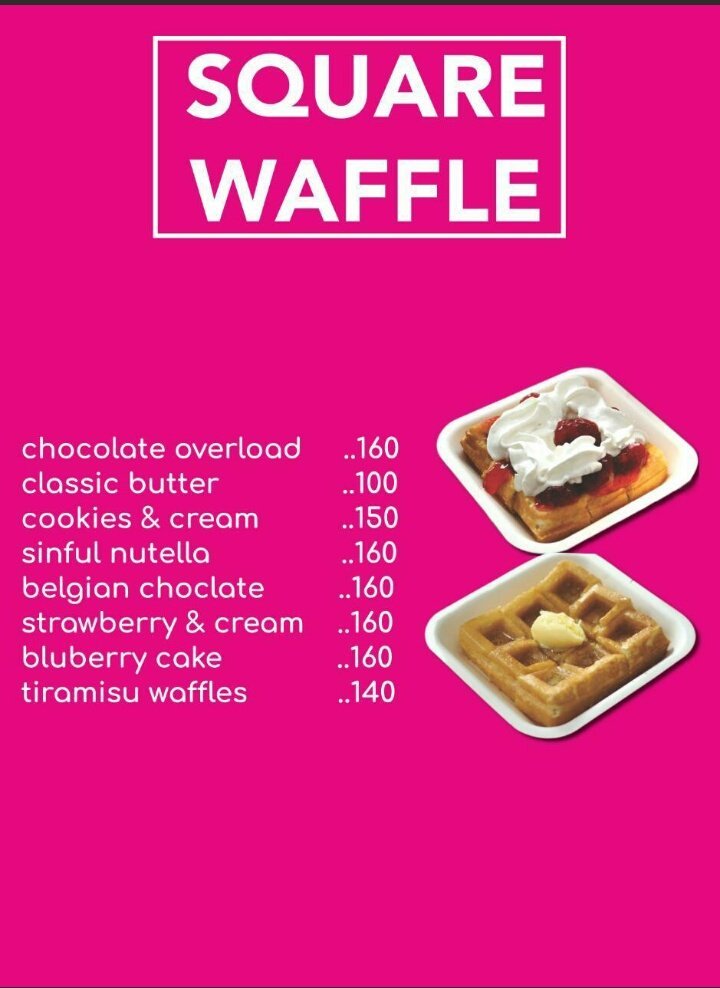 SQUARE
WAFFLE
chocolate overload ..160
classic butter ..100
cookies & cream ..150
sinful nutella ..160
belgian choclate ..160
strawberry & cream ..160
bluberry cake ..160
tiramisu waffles ..140